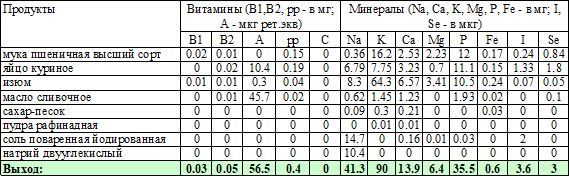 Продукты Витамины (B1,B2, pp - в мг; A - мкг рет.экв) Минералы (Na, Ca, K, Mg, P, Fe - в мг; I, Se - в мкг)
B1 B2 A pp C Na K Ca Mg P Fe I Se
мука пшеничная высший сорт 0.02 0.01 0 0.15 0 0.36 16.2 2.53 2.23 12 0.17 0.24 0.84
яйцо куриное 0 0.02 10.4 0.19 0 6.79 7.75 3.23 0.7 11.1 0.15 1.33 1.8
изюм 0.01 0.01 0.3 0.04 0 8.3 64.3 6.57 3.41 10.5 0.24 0.07 0.05
масло сливочное 0 0.01 45.7 0.02 0 0.62 1.45 1.23 0 1.93 0.02 0 0.1
сахар-песок 0 0 0 0 0 0.09 0.3 0.21 0 0 0.03 0 0
пудра рафинадная 0 0 0 0 0 0 0.01 0.01 0 0 0 0 0
соль поваренная йодированная 0 0 0 0 0 14.7 0 0.16 0.01 0.03 0 2 0
натрий двууглекислый 0 0 0 0 0 10.4 0 0 0 0 0 0 0
Выход: 0.03 0.05 56.5 0.4 0 41.3 90 13.9 6.4 35.5 0.6 3.6 3